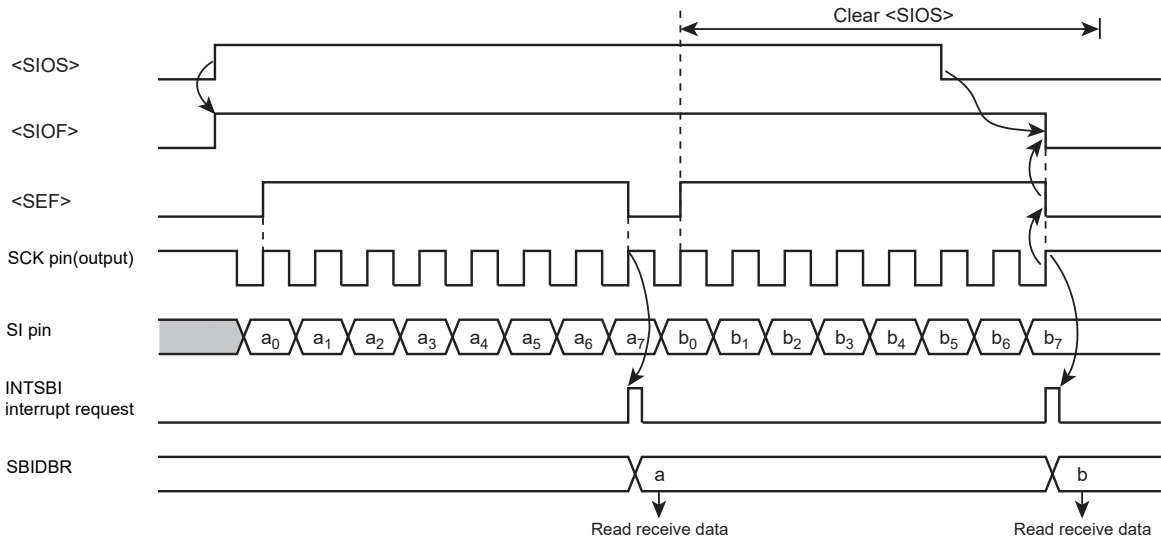 Clear <SIOS>
<SIOS>
<SIOF>
<SEF>
SCK pin(output)
SI pin
a0 a1 a2 a3 a4 a5 a6 a7 b0 b1 b2 b3 b4 b5 b6 b7
INTSBI
interrupt request
SBIDBR
a b
Read receive data Read receive data